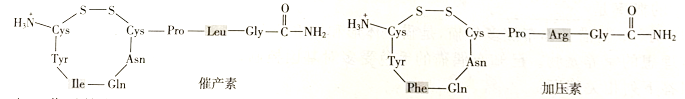 H₃N⁺ S S O H₃N⁺ S S O
Cys Cys — Pro — Leu — Gly — C — NH₂ Cys Cys — Pro — Arg — Gly — C — NH₂
Tyr Asn Tyr Asn
Ile — Gln 催产素 Phe — Gln 加压素